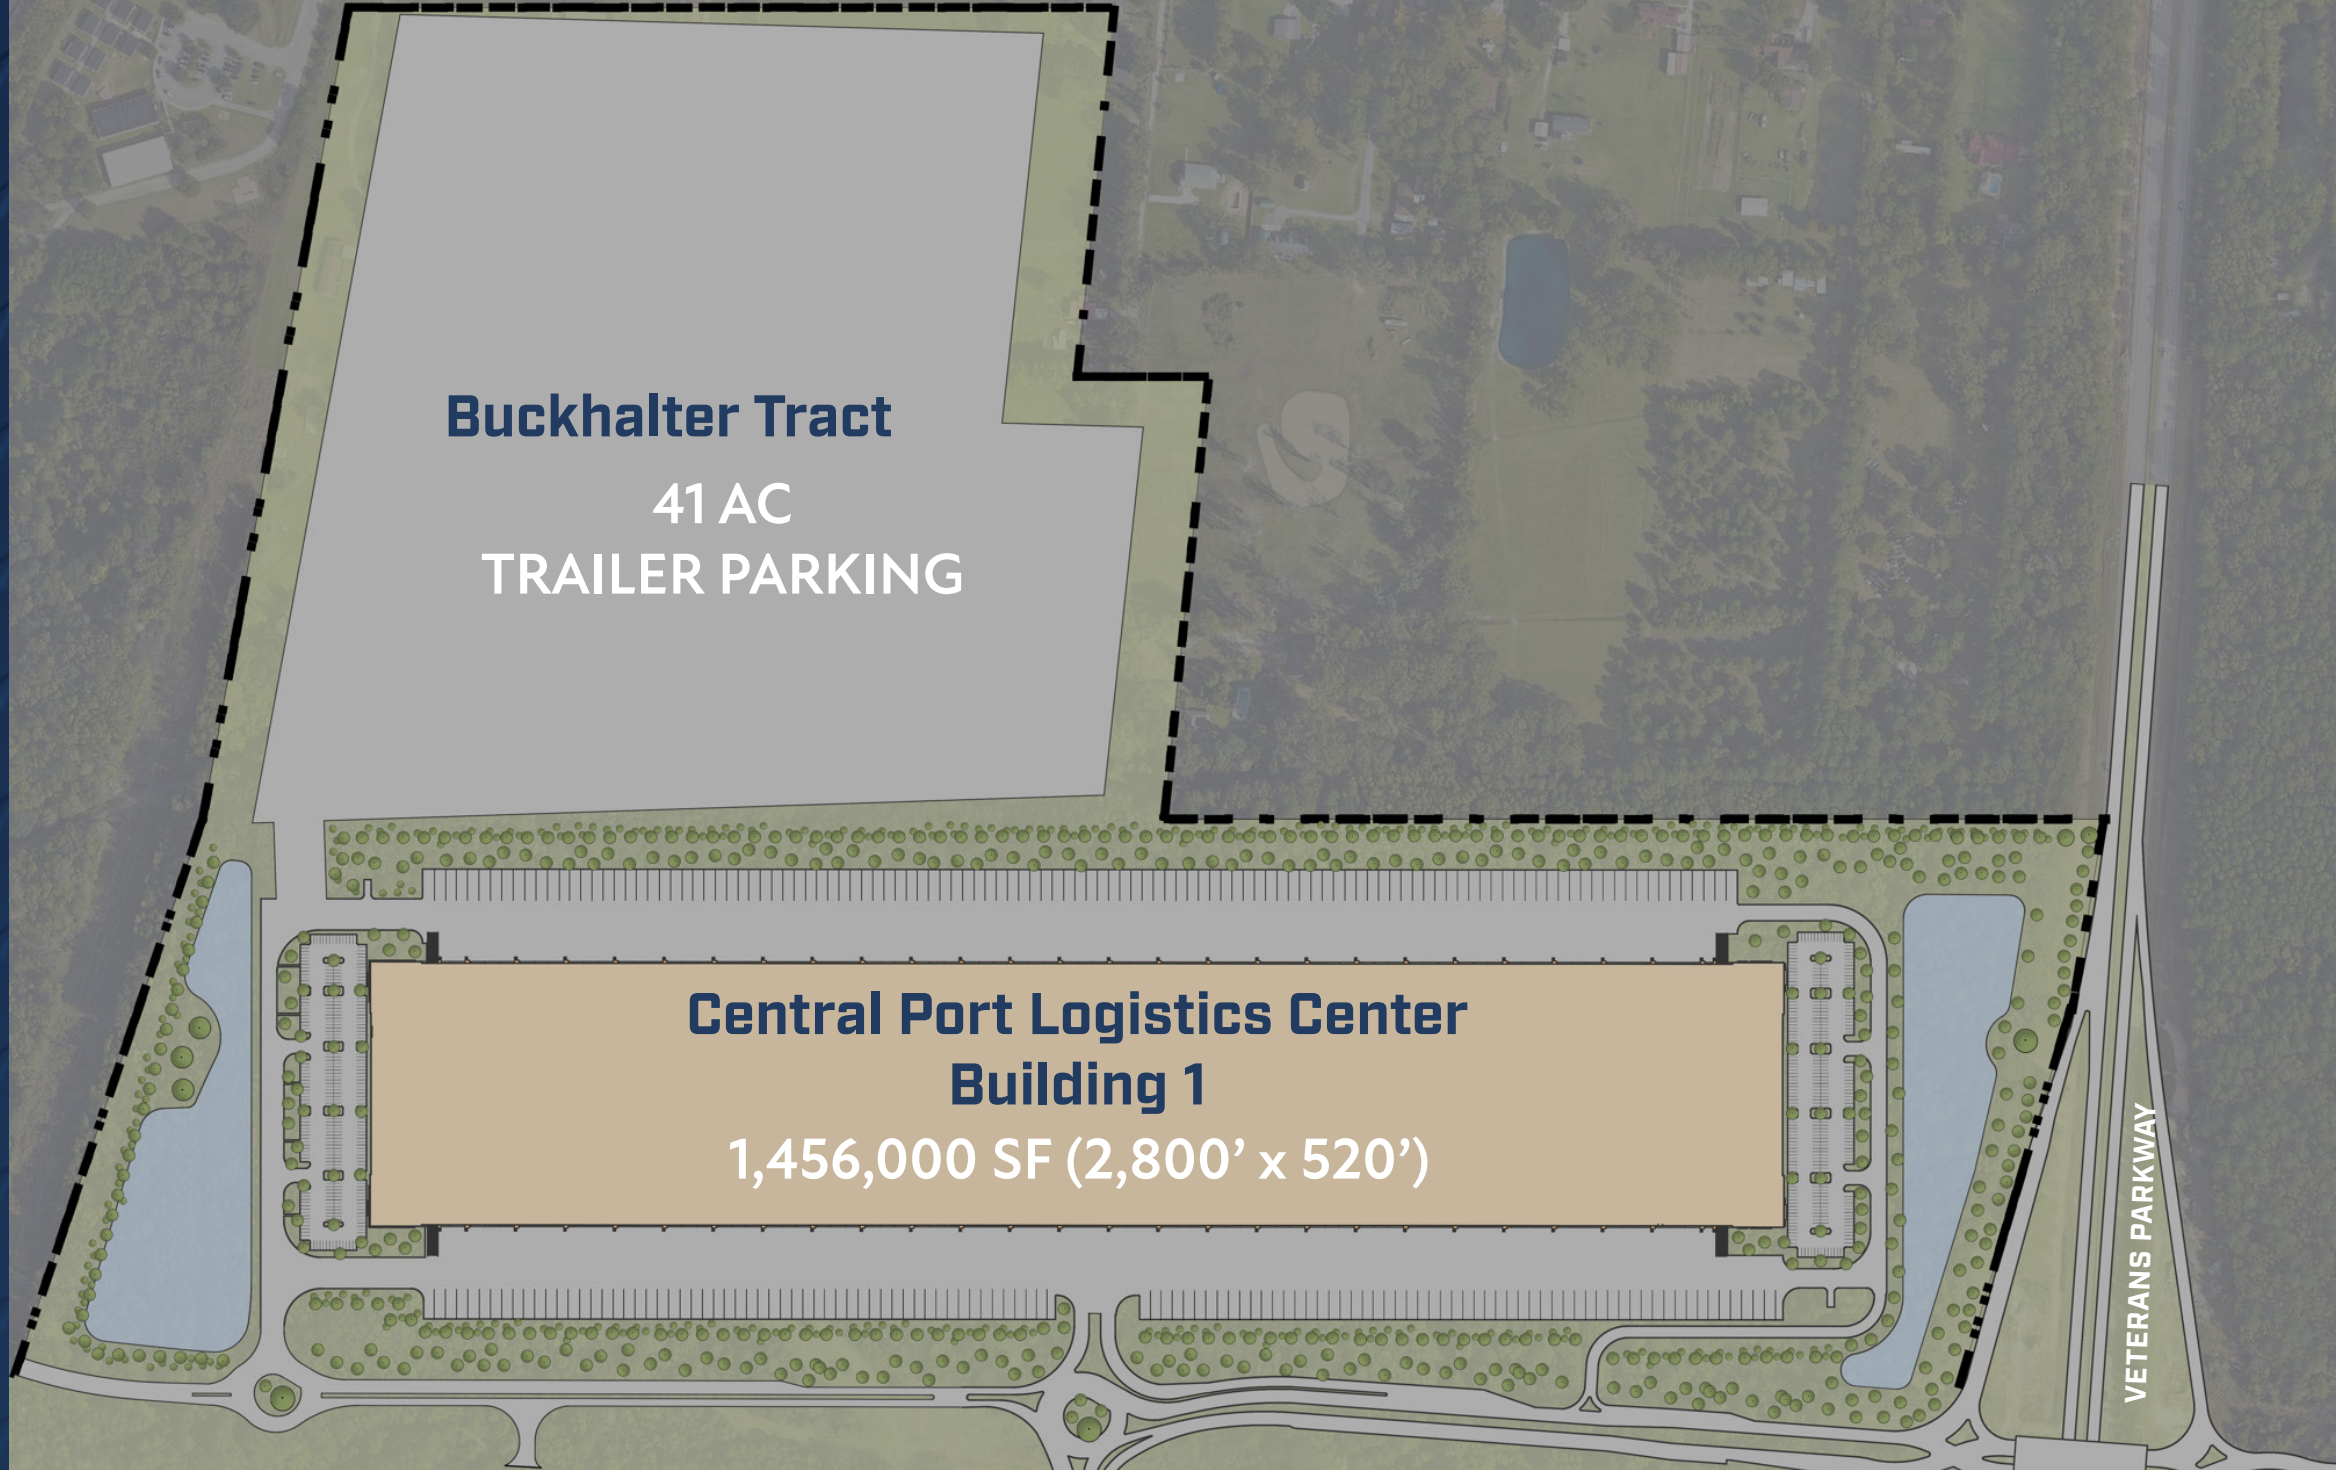 Buckhalter Tract
41 AC
TRAILER PARKING
Central Port Logistics Center
Building 1
1,456,000 SF (2,800’ x 520’)
VETERANS PARKWAY